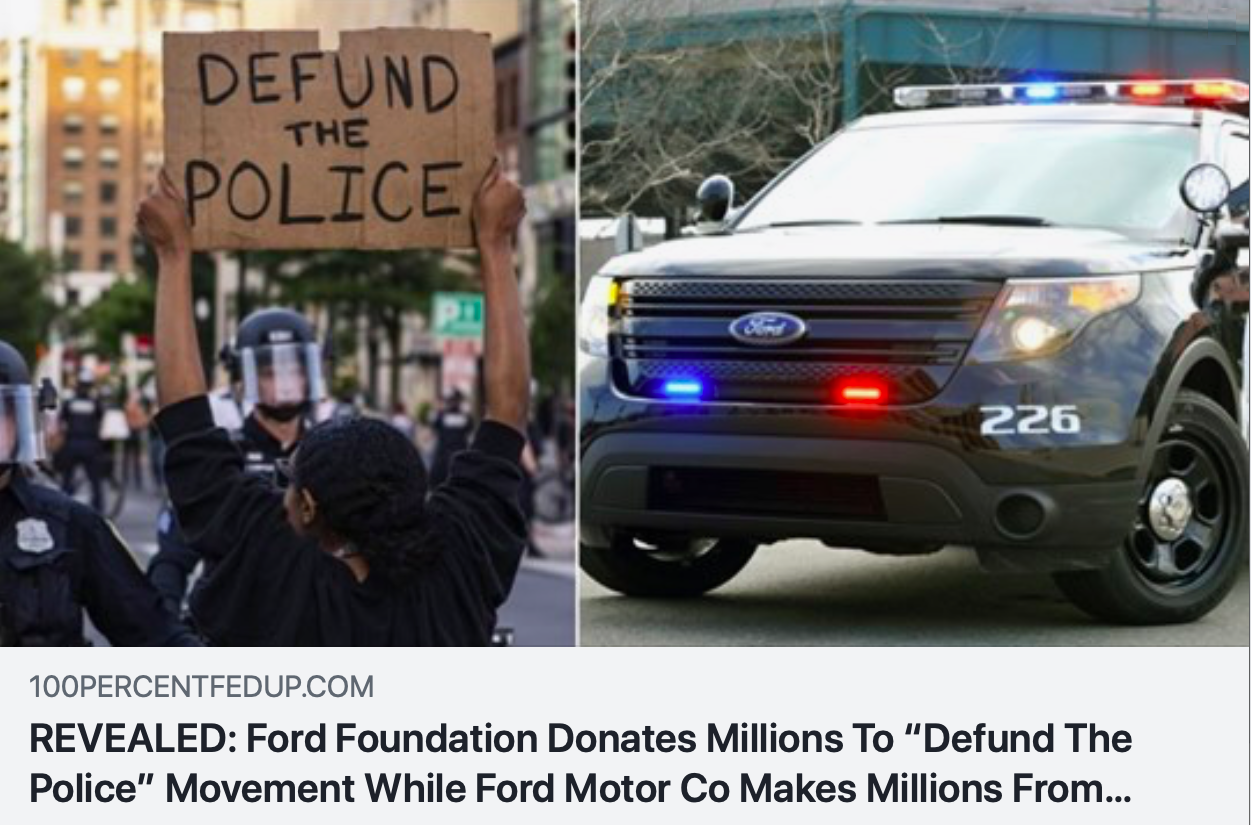 DEFUND
THE
POLICE
Ford
226
100PERCENTFEDUP.COM
REVEALED: Ford Foundation Donates Millions To “Defund The
Police” Movement While Ford Motor Co Makes Millions From...